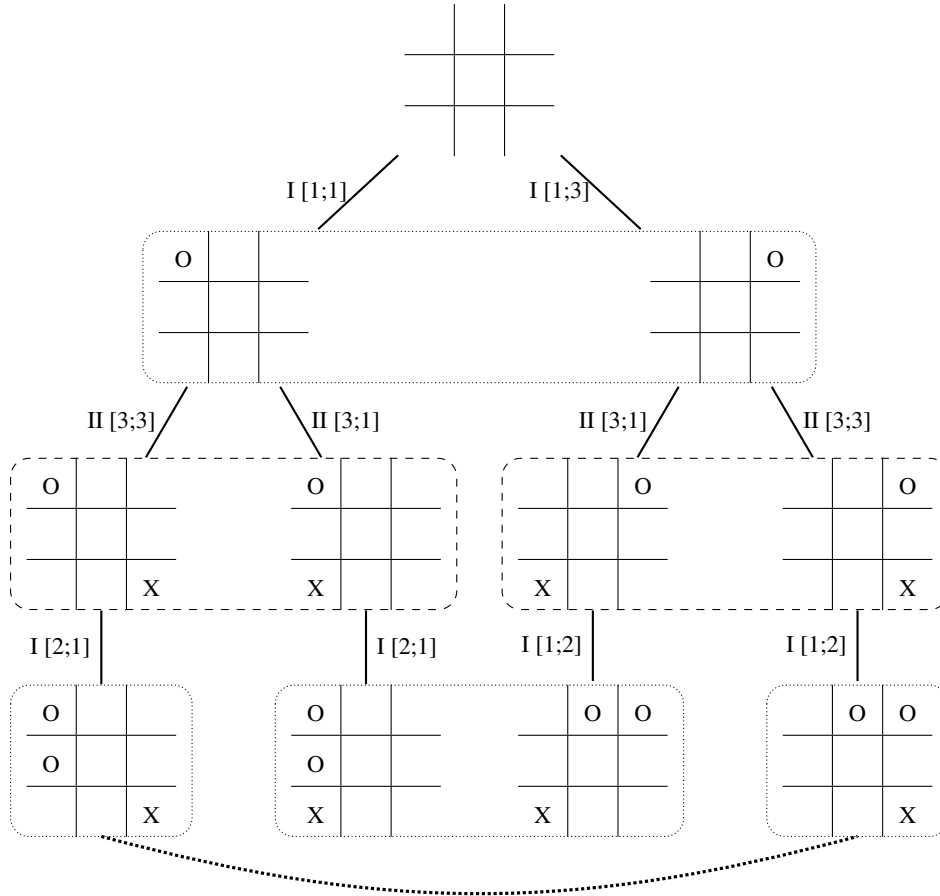 I [1;1] I [1;3]
O O
II [3;3] II [3;1] II [3;1] II [3;3]
O O O O
X X X X
I [2;1] I [2;1] I [1;2] I [1;2]
O O O O O O
O O
X X X X